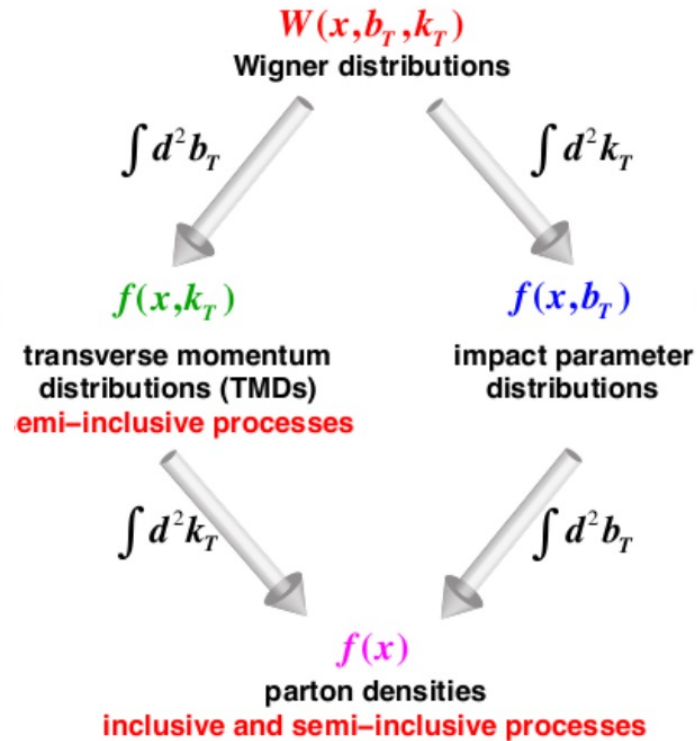 W(x,b_T,k_T)
Wigner distributions
∫ d²b_T
∫ d²k_T
f(x,k_T)
f(x,b_T)
transverse momentum
distributions (TMDs)
emi–inclusive processes
impact parameter
distributions
∫ d²k_T
∫ d²b_T
f(x)
parton densities
inclusive and semi–inclusive processes